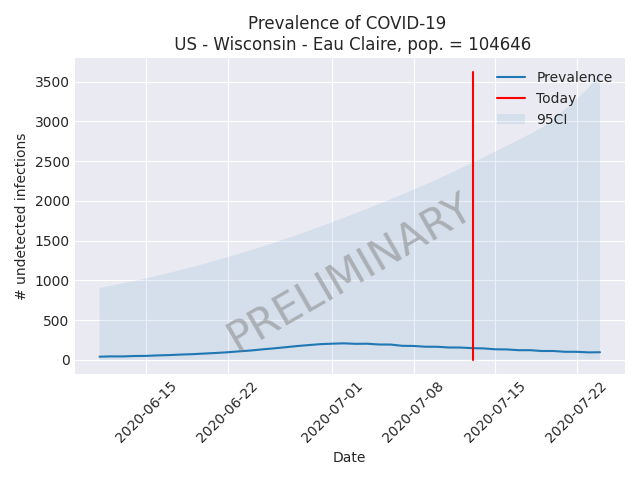 Prevalence of COVID-19
US - Wisconsin - Eau Claire, pop. = 104646
Prevalence
Today
95CI
3500
3000
2500
2000
1500
1000
500
0
# undetected infections
PRELIMINARY
2020-06-15
2020-06-22
2020-07-01
2020-07-08
2020-07-15
2020-07-22
Date